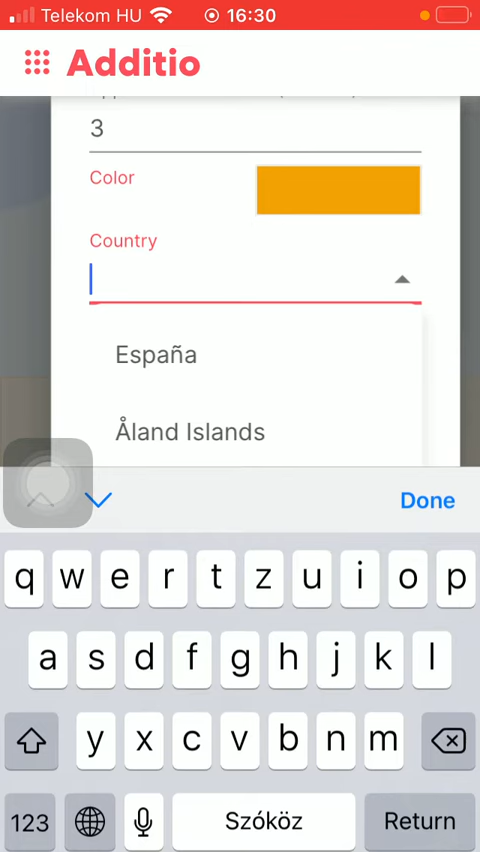 Telekom HU 16:30
Additio
3
Color
Country
España
Åland Islands
Done
q w e r t z u i o p
a s d f g h j k l
y x c v b n m
123 Szóköz Return